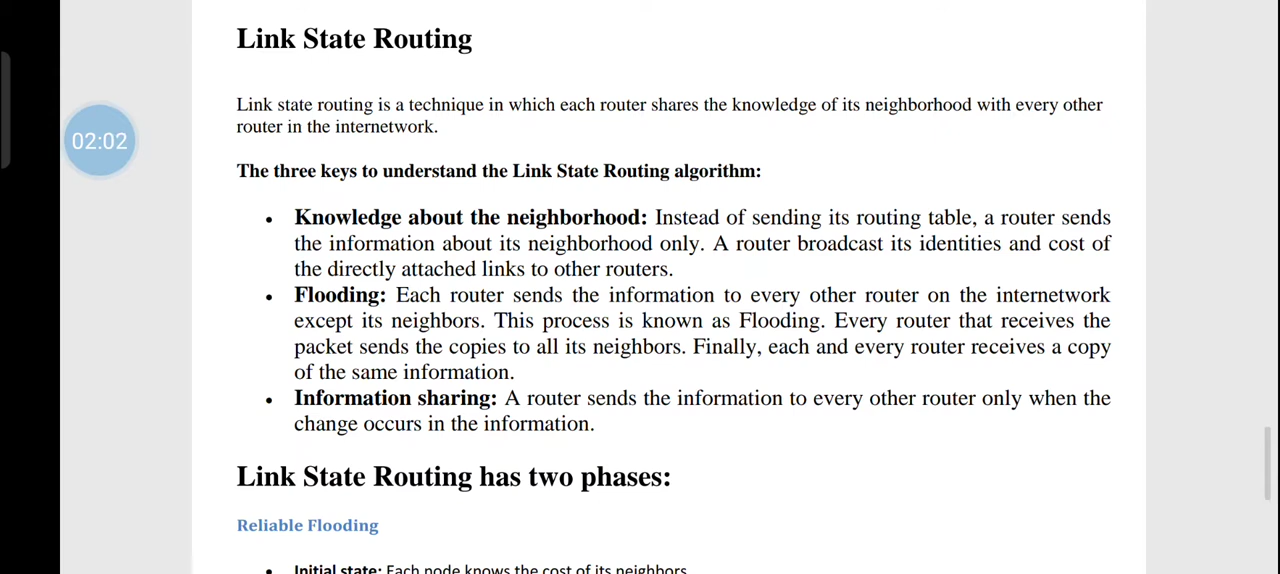 Link State Routing
Link state routing is a technique in which each router shares the knowledge of its neighborhood with every other
router in the internetwork.
02:02
The three keys to understand the Link State Routing algorithm:
• Knowledge about the neighborhood: Instead of sending its routing table, a router sends
the information about its neighborhood only. A router broadcast its identities and cost of
the directly attached links to other routers.
• Flooding: Each router sends the information to every other router on the internetwork
except its neighbors. This process is known as Flooding. Every router that receives the
packet sends the copies to all its neighbors. Finally, each and every router receives a copy
of the same information.
• Information sharing: A router sends the information to every other router only when the
change occurs in the information.
Link State Routing has two phases:
Reliable Flooding
• Initial state: Each node knows the cost of its neighbors.